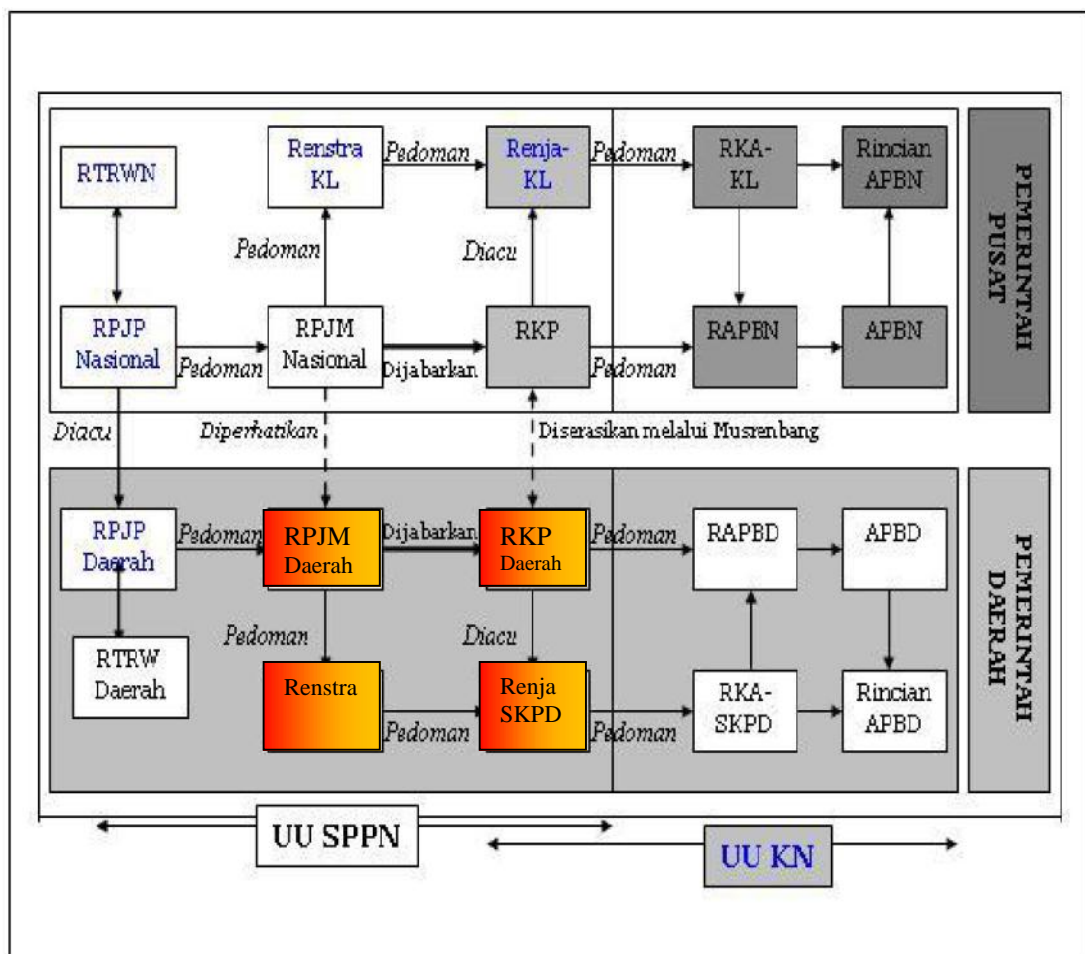 Renstra
KL
Pedoman
Renja-
KL
Pedoman
RKA-
KL
Rincian
APBN
RTRWN
Pedoman
Diacu
RPJP
Nasional
Pedoman
RPJM
Nasional
Dijabarkan
RKP
Pedoman
RAPBN
APBN
PEMERINTAH
PUSAT
Diacu
Diperhatikan
Diserasikan melalui Musrenbang
RPJP
Daerah
Pedoman
RPJM
Daerah
Dijabarkan
RKP
Daerah
Pedoman
RAPBD
APBD
Pedoman
Diacu
RTRW
Daerah
Renstra
Pedoman
Renja
SKPD
Pedoman
RKA-
SKPD
Rincian
APBD
PEMERINTAH
DAERAH
UU SPPN
UU KN